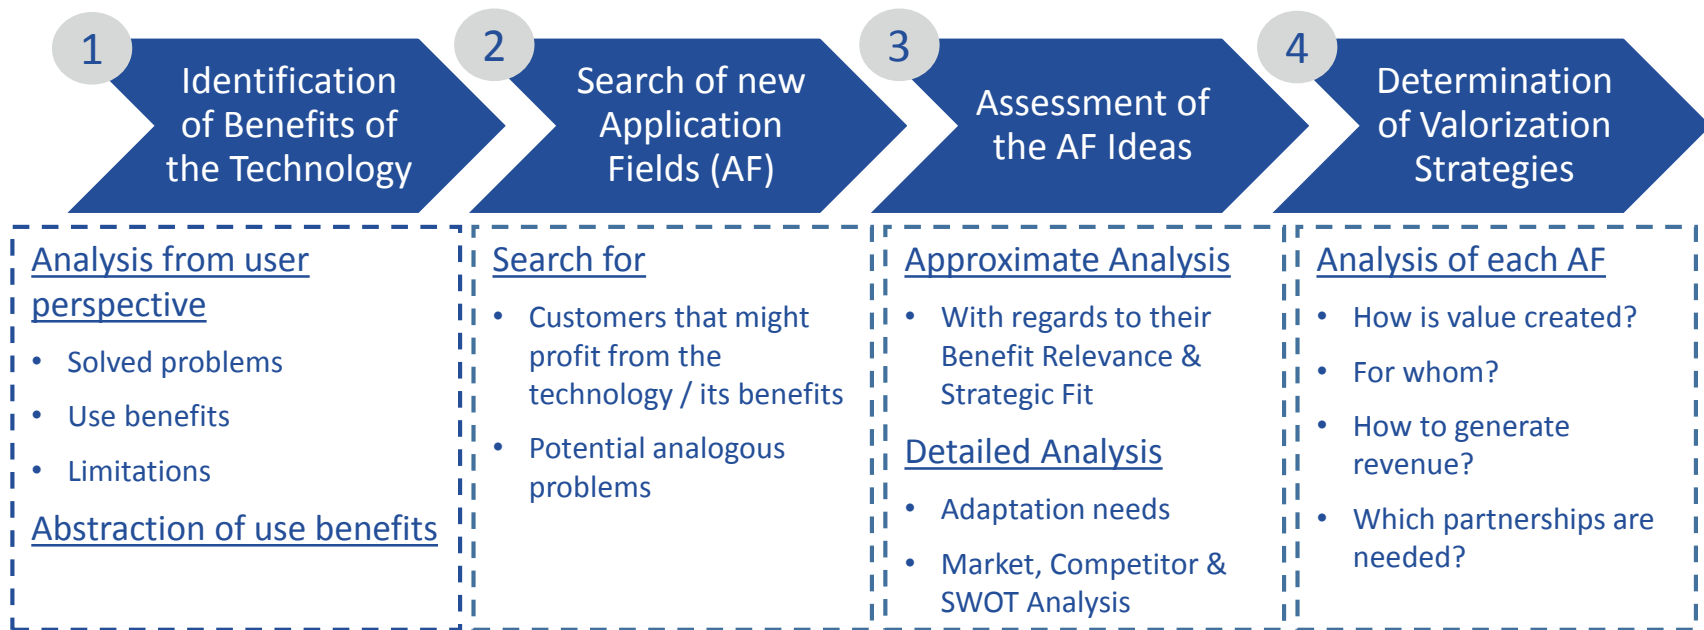 1
Identification
of Benefits of
the Technology
2
Search of new
Application
Fields (AF)
3
Assessment of
the AF Ideas
4
Determination
of Valorization
Strategies
Analysis from user
perspective
• Solved problems
• Use benefits
• Limitations
Abstraction of use benefits
Search for
• Customers that might
profit from the
technology / its benefits
• Potential analogous
problems
Approximate Analysis
• With regards to their
Benefit Relevance &
Strategic Fit
Detailed Analysis
• Adaptation needs
• Market, Competitor &
SWOT Analysis
Analysis of each AF
• How is value created?
• For whom?
• How to generate
revenue?
• Which partnerships are
needed?